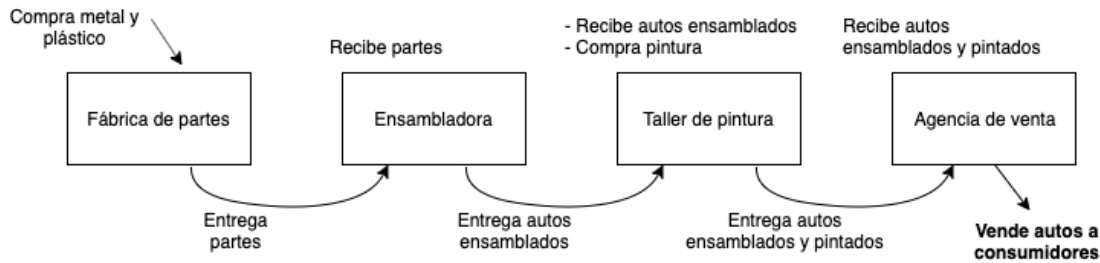 Compra metal y
plástico
Recibe partes
- Recibe autos ensamblados
- Compra pintura
Recibe autos
ensamblados y pintados
Fábrica de partes
Ensambladora
Taller de pintura
Agencia de venta
Entrega
partes
Entrega autos
ensamblados
Entrega autos
ensamblados y pintados
Vende autos a
consumidores